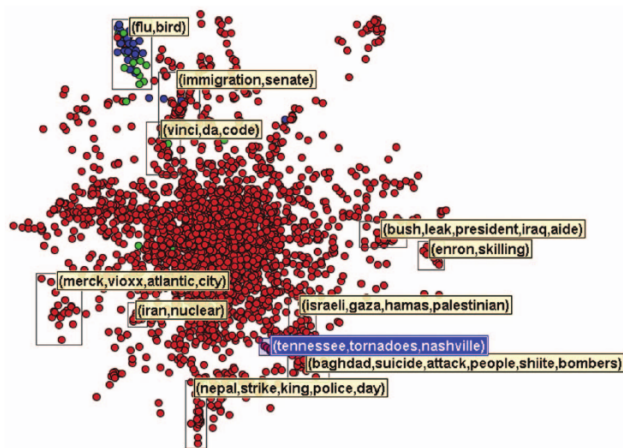 (flu,bird)
(immigration,senate)
(vinci,da,code)
(bush,leak,president,iraq,aide)
(enron,skilling)
(merck,vioxx,atlantic,city)
(israeli,gaza,hamas,palestinian)
(iran,nuclear)
(tennessee,tornadoes,nashville)
(baghdad,suicide,attack,people,shiite,bombers)
(nepal,strike,king,police,day)